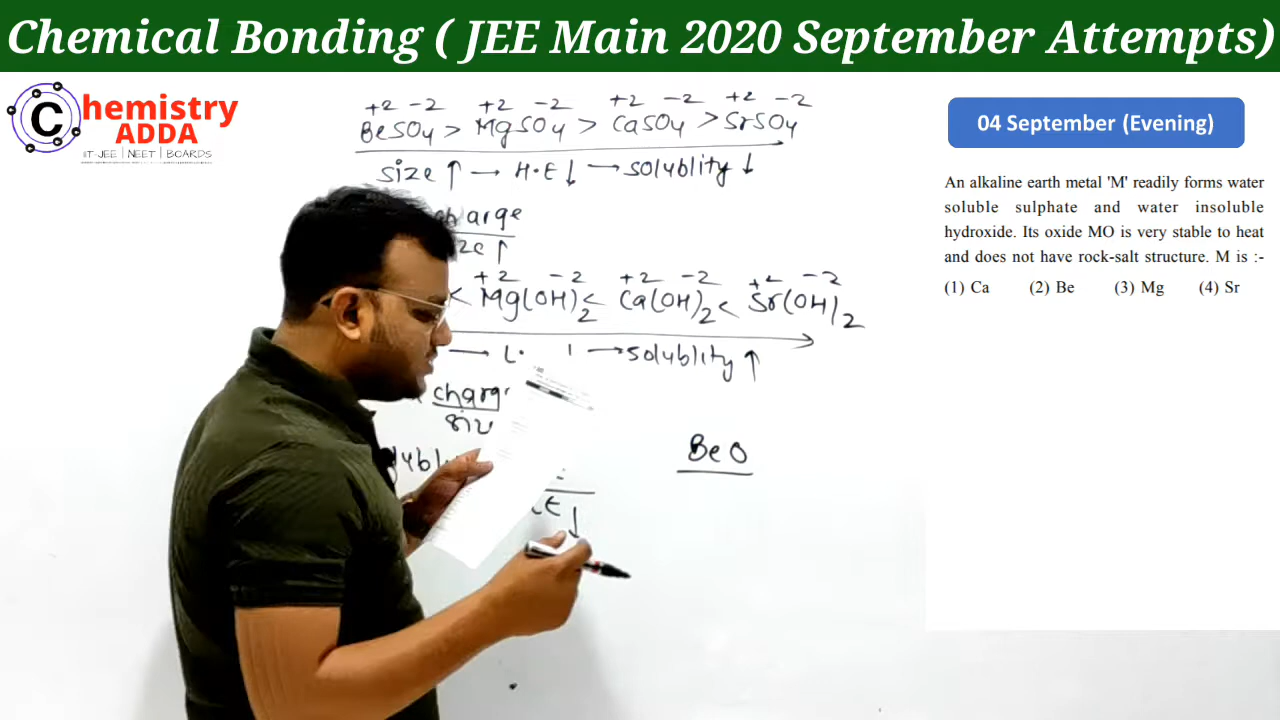 Chemical Bonding ( JEE Main 2020 September Attempts)
Chemistry
ADDA
IIT-JEE | NEET | BOARDS
+2 -2 +2 -2 +2 -2 +2 -2
BeSO4 > MgSO4 > CaSO4 > SrSO4
size ↑ → H.E ↓ → solublity ↓
charge
↑
+2 -2 +2 -2 +2 -2
< Mg(OH)2 < Ca(OH)2 < Sr(OH)2
→ solublity ↑
BeO
04 September (Evening)
An alkaline earth metal 'M' readily forms water
soluble sulphate and water insoluble
hydroxide. Its oxide MO is very stable to heat
and does not have rock-salt structure. M is :-
(1) Ca (2) Be (3) Mg (4) Sr